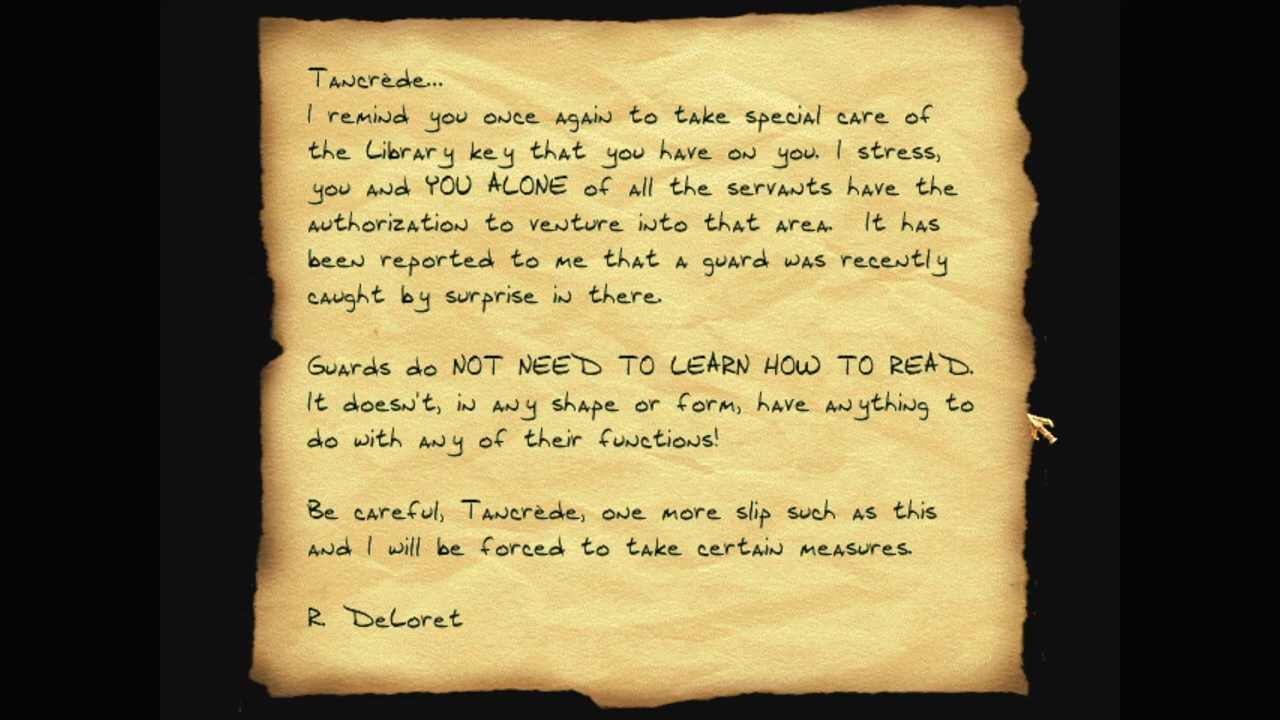 Tancrède...
I remind you once again to take special care of
the Library key that you have on you. I stress,
you and YOU ALONE of all the servants have the
authorization to venture into that area. It has
been reported to me that a guard was recently
caught by surprise in there.
Guards do NOT NEED TO LEARN HOW TO READ.
It doesn't, in any shape or form, have anything to
do with any of their functions!
Be careful, Tancrède, one more slip such as this
and I will be forced to take certain measures.
R. DeLoret